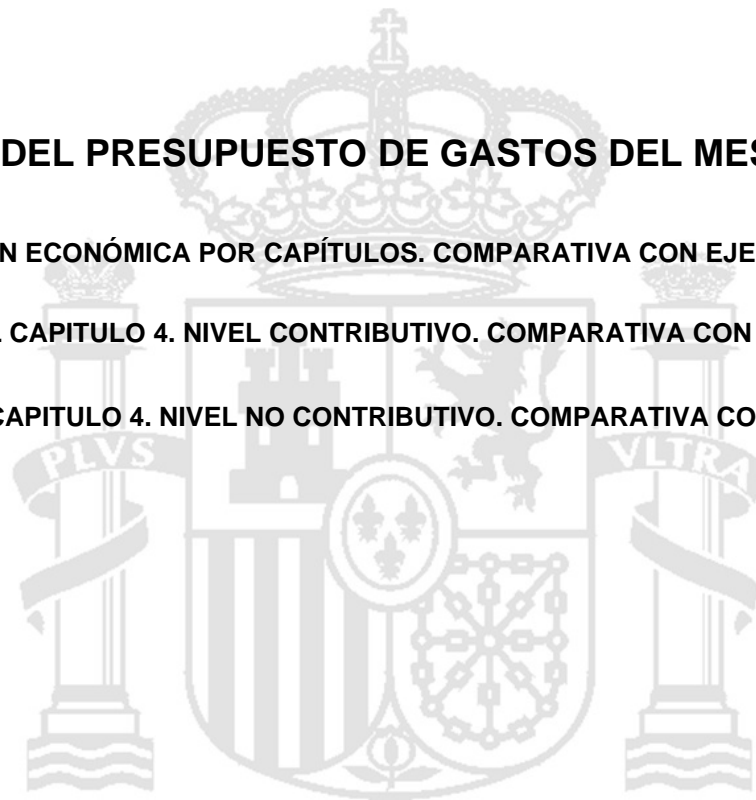 DEL PRESUPUESTO DE GASTOS DEL MES
N ECONÓMICA POR CAPÍTULOS. COMPARATIVA CON EJE
. CAPITULO 4. NIVEL CONTRIBUTIVO. COMPARATIVA CON
CAPITULO 4. NIVEL NO CONTRIBUTIVO. COMPARATIVA CO
PLVS
VLTRA